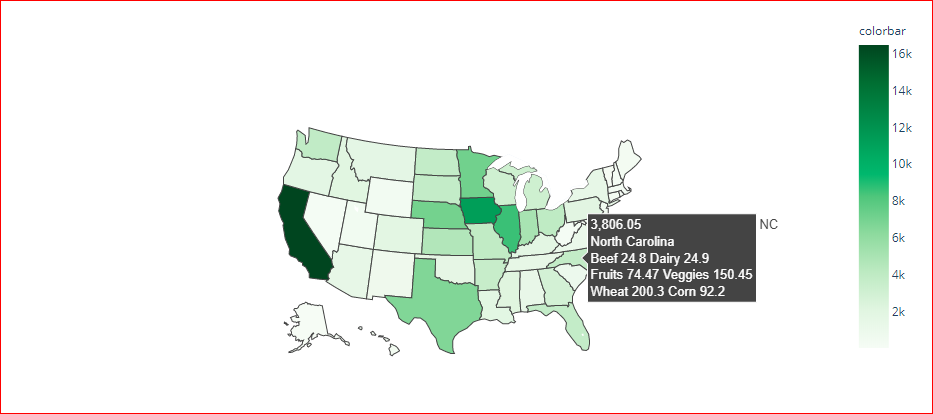 colorbar
16k
14k
12k
10k
8k
6k
4k
2k
3,806.05
North Carolina
Beef 24.8 Dairy 24.9
Fruits 74.47 Veggies 150.45
Wheat 200.3 Corn 92.2
NC